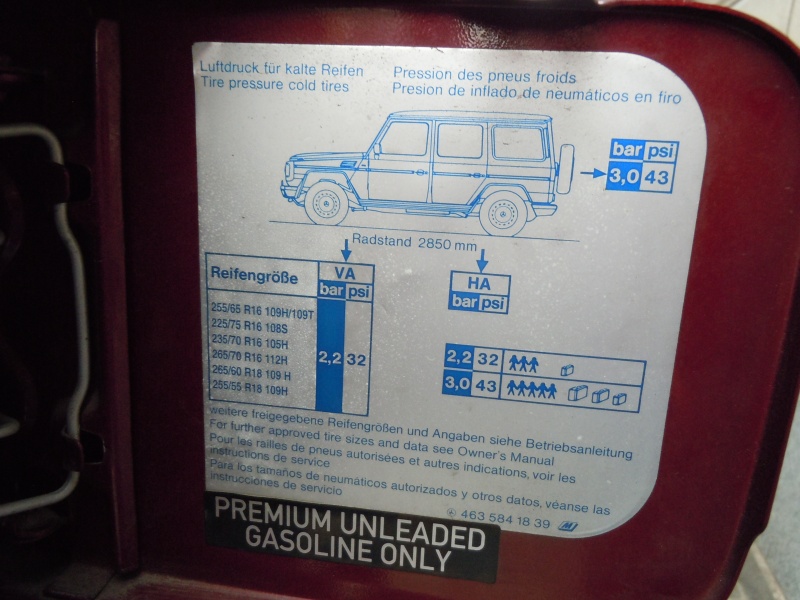 Luftdruck für kalte Reifen
Tire pressure cold tires
Pression des pneus froids
Presion de inflado de neumáticos en firo
bar psi
3,0 43
Radstand 2850 mm
Reifengröße
VA
bar psi
HA
bar psi
255/65 R16 109H/109T
225/75 R16 108S
235/70 R16 105H
265/70 R16 112H
265/60 R18 109 H
255/55 R18 109H
2,2 32
2,2 32
3,0 43
weitere freigegebene Reifengrößen und Angaben siehe Betriebsanleitung
For further approved tire sizes and data see Owner's Manual
Pour les railles de pneus autorisées et autres indications, voir les
instructions de service
Para los tamaños de neumáticos autorizados y otros datos, véanse las
instrucciones de servicio
463 584 18 39
PREMIUM UNLEADED
GASOLINE ONLY